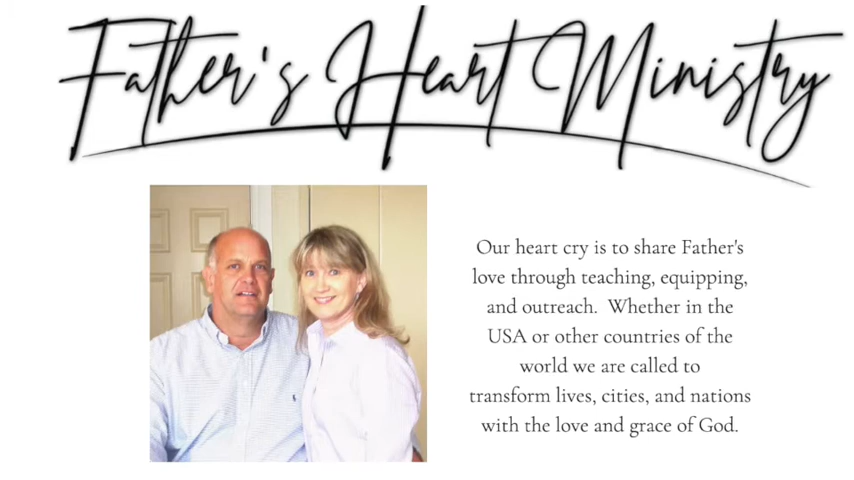 Father's Heart Ministry
Our heart cry is to share Father's
love through teaching, equipping,
and outreach.  Whether in the
USA or other countries of the
world we are called to
transform lives, cities, and nations
with the love and grace of God.